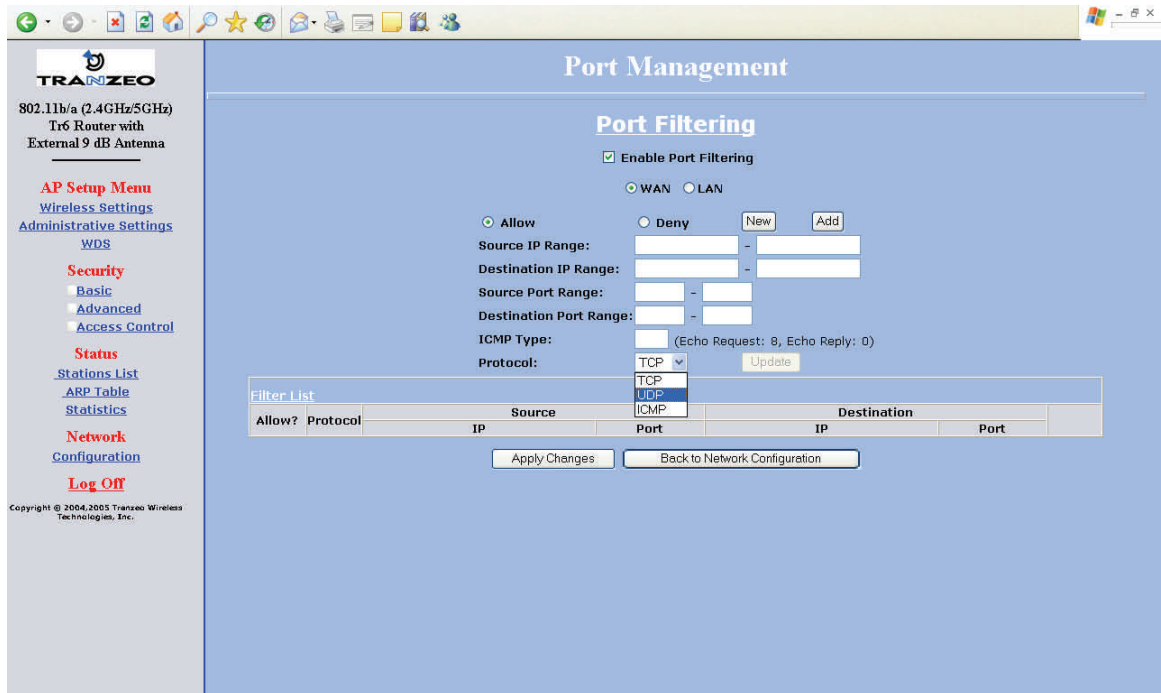 TRANZEO
802.11b/a (2.4GHz/5GHz)
Tr6 Router with
External 9 dB Antenna
AP Setup Menu
Wireless Settings
Administrative Settings
WDS
Security
Basic
Advanced
Access Control
Status
Stations List
ARP Table
Statistics
Network
Configuration
Log Off
Copyright © 2004,2005 Tranzeo Wireless
Technologies, Inc.
Port Management
Port Filtering
Enable Port Filtering
WAN LAN
Allow Deny New Add
Source IP Range: -
Destination IP Range: -
Source Port Range: -
Destination Port Range: -
ICMP Type: (Echo Request: 8, Echo Reply: 0)
Protocol: TCP Update
TCP
UDP
ICMP
Filter List
Allow? Protocol Source Destination
IP Port IP Port
Apply Changes Back to Network Configuration